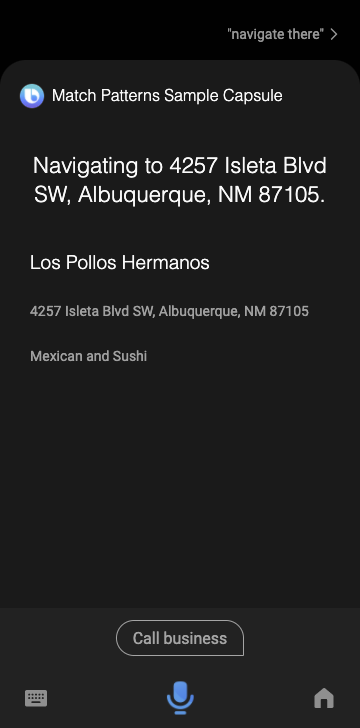 "navigate there"
Match Patterns Sample Capsule
Navigating to 4257 Isleta Blvd
SW, Albuquerque, NM 87105.
Los Pollos Hermanos
4257 Isleta Blvd SW, Albuquerque, NM 87105
Mexican and Sushi
Call business